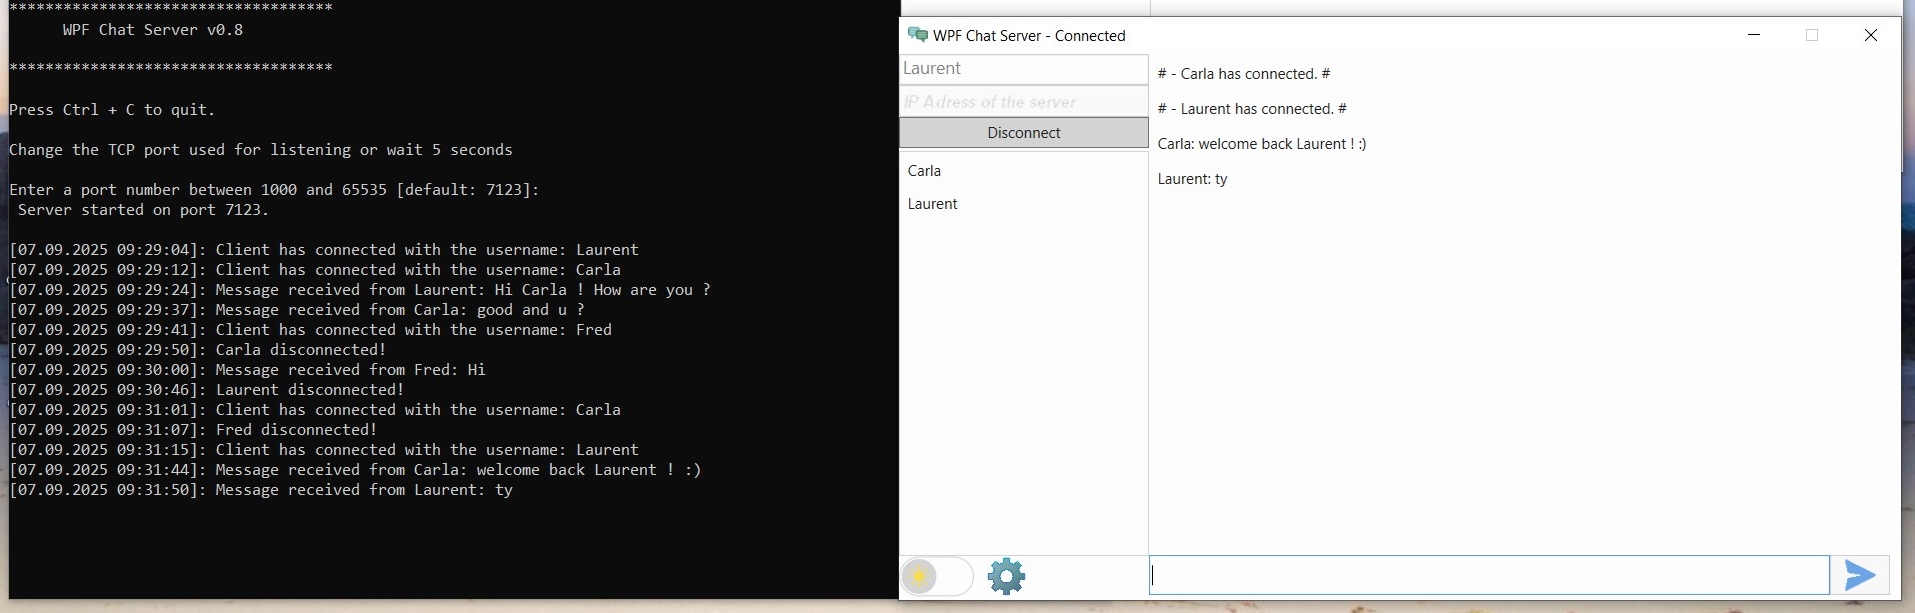 ***********************************
WPF Chat Server v0.8
***********************************
Press Ctrl + C to quit.
Change the TCP port used for listening or wait 5 seconds
Enter a port number between 1000 and 65535 [default: 7123]:
Server started on port 7123.
[07.09.2025 09:29:04]: Client has connected with the username: Laurent
[07.09.2025 09:29:12]: Client has connected with the username: Carla
[07.09.2025 09:29:24]: Message received from Laurent: Hi Carla ! How are you ?
[07.09.2025 09:29:37]: Message received from Carla: good and u ?
[07.09.2025 09:29:41]: Client has connected with the username: Fred
[07.09.2025 09:29:50]: Carla disconnected!
[07.09.2025 09:30:00]: Message received from Fred: Hi
[07.09.2025 09:30:46]: Laurent disconnected!
[07.09.2025 09:31:01]: Client has connected with the username: Carla
[07.09.2025 09:31:07]: Fred disconnected!
[07.09.2025 09:31:15]: Client has connected with the username: Laurent
[07.09.2025 09:31:44]: Message received from Carla: welcome back Laurent ! :)
[07.09.2025 09:31:50]: Message received from Laurent: ty
WPF Chat Server - Connected
Laurent
IP Adress of the server
Disconnect
Carla
Laurent
# - Carla has connected. #
# - Laurent has connected. #
Carla: welcome back Laurent ! :)
Laurent: ty